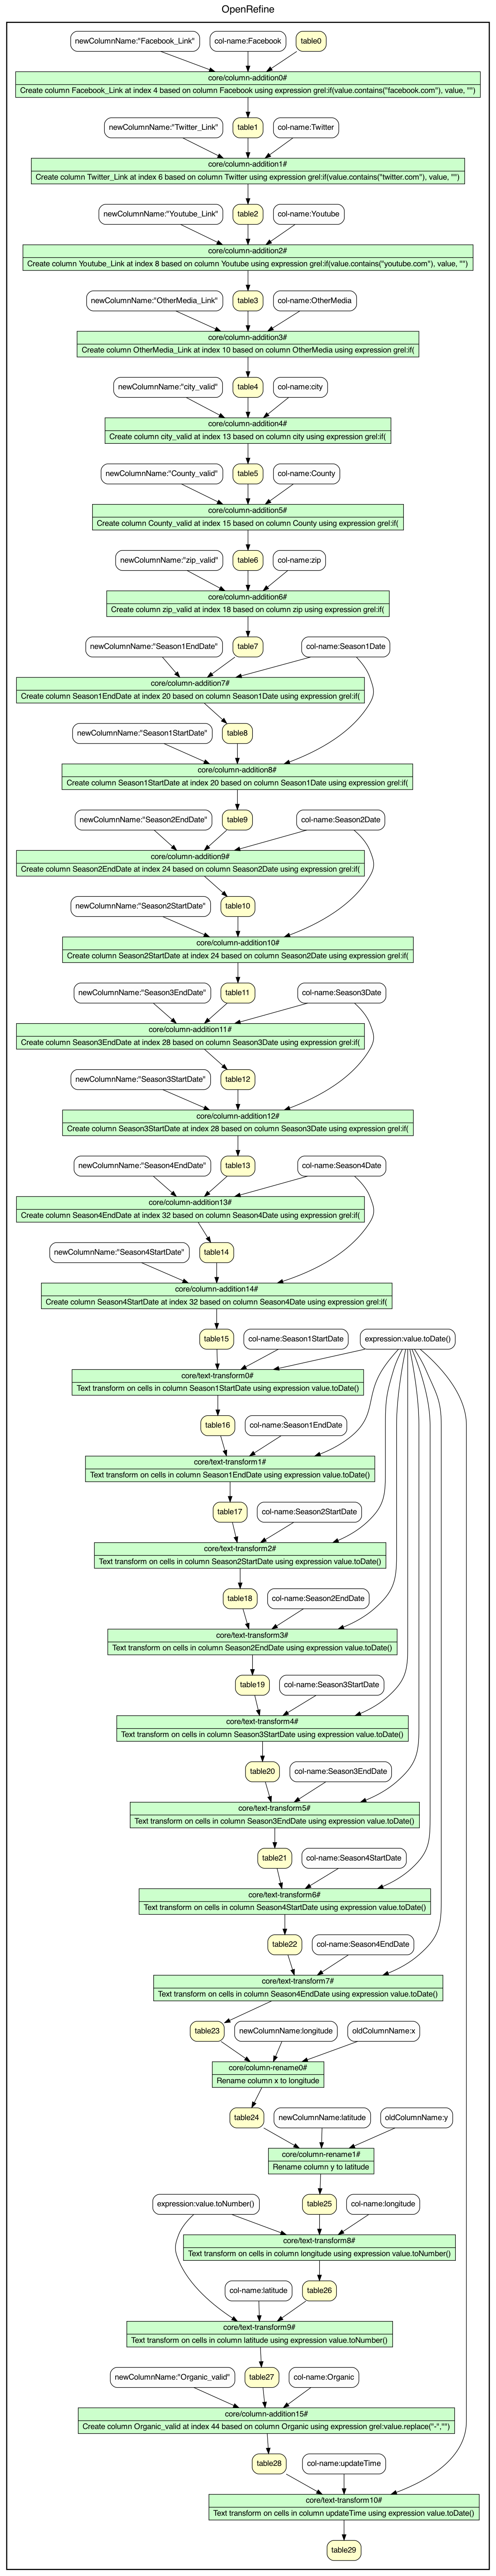 OpenRefine
newColumnName:"Facebook_Link" col-name:Facebook table0
core/column-addition0#
Create column Facebook_Link at index 4 based on column Facebook using expression grel:if(value.contains("facebook.com"), value, "")
newColumnName:"Twitter_Link" table1 col-name:Twitter
core/column-addition1#
Create column Twitter_Link at index 6 based on column Twitter using expression grel:if(value.contains("twitter.com"), value, "")
newColumnName:"Youtube_Link" table2 col-name:Youtube
core/column-addition2#
Create column Youtube_Link at index 8 based on column Youtube using expression grel:if(value.contains("youtube.com"), value, "")
newColumnName:"OtherMedia_Link" table3 col-name:OtherMedia
core/column-addition3#
Create column OtherMedia_Link at index 10 based on column OtherMedia using expression grel:if(
newColumnName:"city_valid" table4 col-name:city
core/column-addition4#
Create column city_valid at index 13 based on column city using expression grel:if(
newColumnName:"County_valid" table5 col-name:County
core/column-addition5#
Create column County_valid at index 15 based on column County using expression grel:if(
newColumnName:"zip_valid" table6 col-name:zip
core/column-addition6#
Create column zip_valid at index 18 based on column zip using expression grel:if(
newColumnName:"Season1EndDate" table7 col-name:Season1Date
core/column-addition7#
Create column Season1EndDate at index 20 based on column Season1Date using expression grel:if(
newColumnName:"Season1StartDate" table8
core/column-addition8#
Create column Season1StartDate at index 20 based on column Season1Date using expression grel:if(
newColumnName:"Season2EndDate" table9 col-name:Season2Date
core/column-addition9#
Create column Season2EndDate at index 24 based on column Season2Date using expression grel:if(
newColumnName:"Season2StartDate" table10
core/column-addition10#
Create column Season2StartDate at index 24 based on column Season2Date using expression grel:if(
newColumnName:"Season3EndDate" table11 col-name:Season3Date
core/column-addition11#
Create column Season3EndDate at index 28 based on column Season3Date using expression grel:if(
newColumnName:"Season3StartDate" table12
core/column-addition12#
Create column Season3StartDate at index 28 based on column Season3Date using expression grel:if(
newColumnName:"Season4EndDate" table13 col-name:Season4Date
core/column-addition13#
Create column Season4EndDate at index 32 based on column Season4Date using expression grel:if(
newColumnName:"Season4StartDate" table14
core/column-addition14#
Create column Season4StartDate at index 32 based on column Season4Date using expression grel:if(
table15 col-name:Season1StartDate expression:value.toDate()
core/text-transform0#
Text transform on cells in column Season1StartDate using expression value.toDate()
table16 col-name:Season1EndDate
core/text-transform1#
Text transform on cells in column Season1EndDate using expression value.toDate()
table17 col-name:Season2StartDate
core/text-transform2#
Text transform on cells in column Season2StartDate using expression value.toDate()
table18 col-name:Season2EndDate
core/text-transform3#
Text transform on cells in column Season2EndDate using expression value.toDate()
table19 col-name:Season3StartDate
core/text-transform4#
Text transform on cells in column Season3StartDate using expression value.toDate()
table20 col-name:Season3EndDate
core/text-transform5#
Text transform on cells in column Season3EndDate using expression value.toDate()
table21 col-name:Season4StartDate
core/text-transform6#
Text transform on cells in column Season4StartDate using expression value.toDate()
table22 col-name:Season4EndDate
core/text-transform7#
Text transform on cells in column Season4EndDate using expression value.toDate()
table23 newColumnName:longitude oldColumnName:x
core/column-rename0#
Rename column x to longitude
table24 newColumnName:latitude oldColumnName:y
core/column-rename1#
Rename column y to latitude
expression:value.toNumber() table25 col-name:longitude
core/text-transform8#
Text transform on cells in column longitude using expression value.toNumber()
col-name:latitude table26
core/text-transform9#
Text transform on cells in column latitude using expression value.toNumber()
newColumnName:"Organic_valid" table27 col-name:Organic
core/column-addition15#
Create column Organic_valid at index 44 based on column Organic using expression grel:value.replace("-","")
table28 col-name:updateTime
core/text-transform10#
Text transform on cells in column updateTime using expression value.toDate()
table29